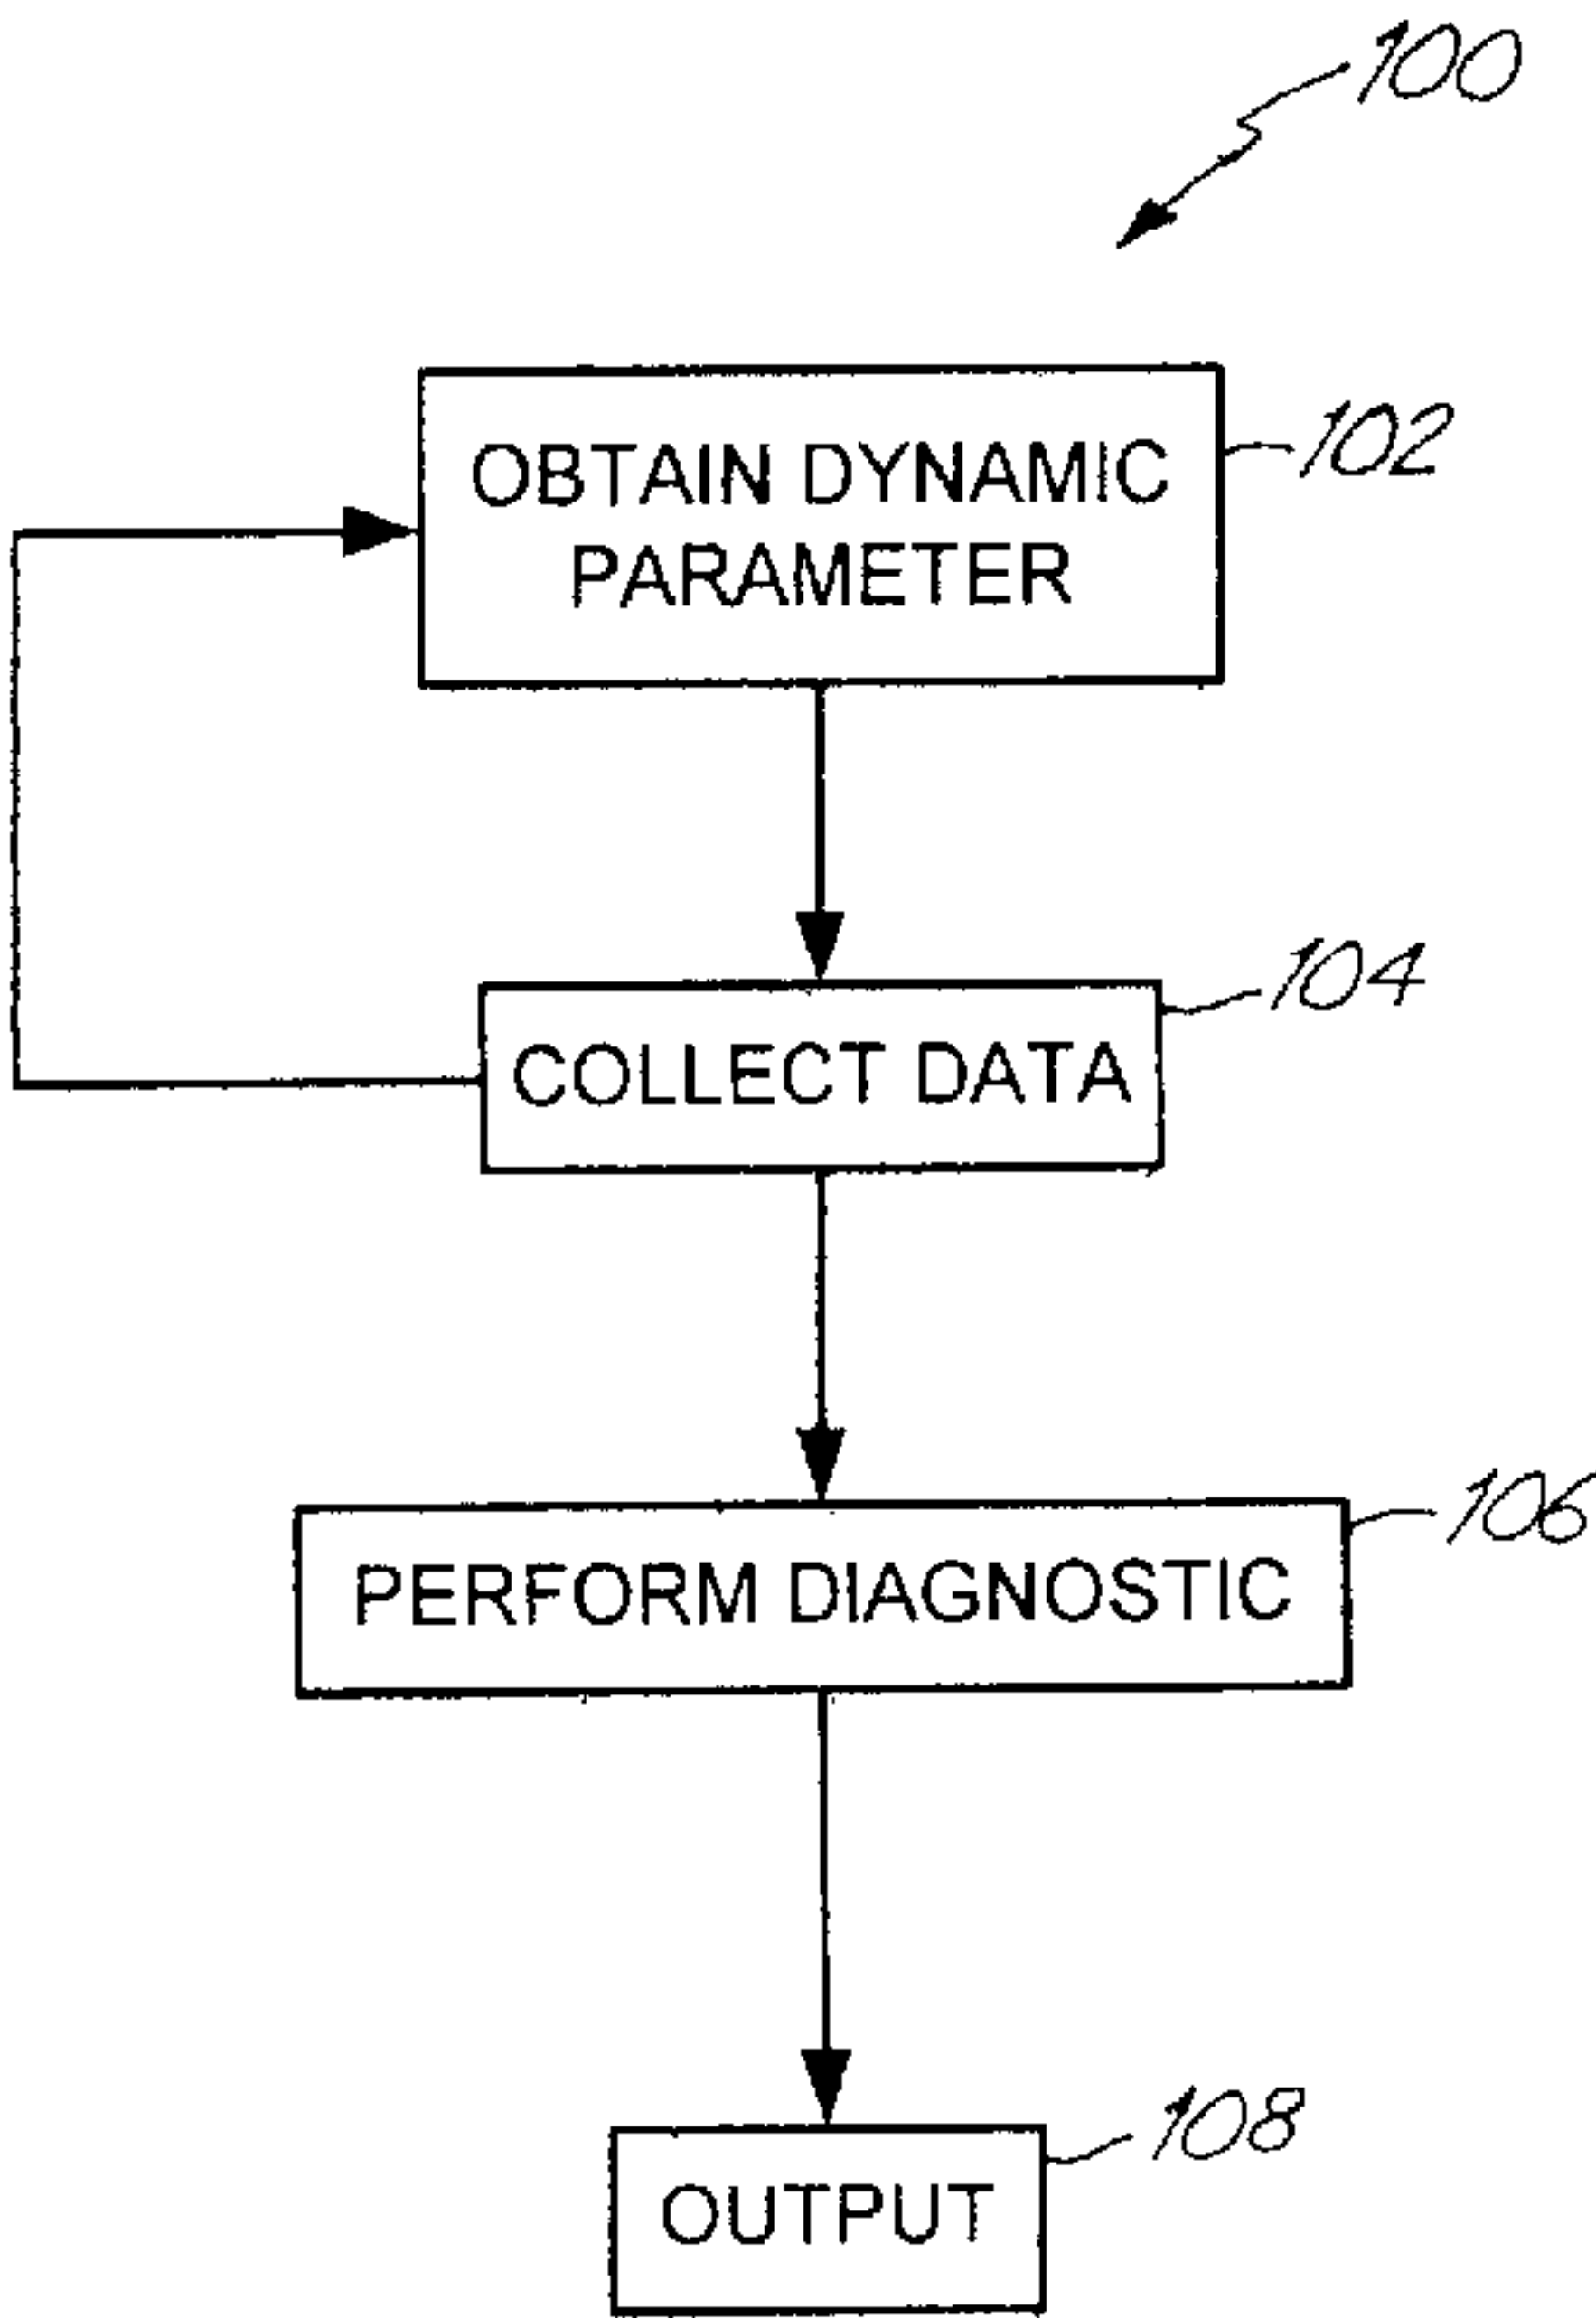 100
OBTAIN DYNAMIC
PARAMETER
102
COLLECT DATA
104
PERFORM DIAGNOSTIC
106
OUTPUT
108